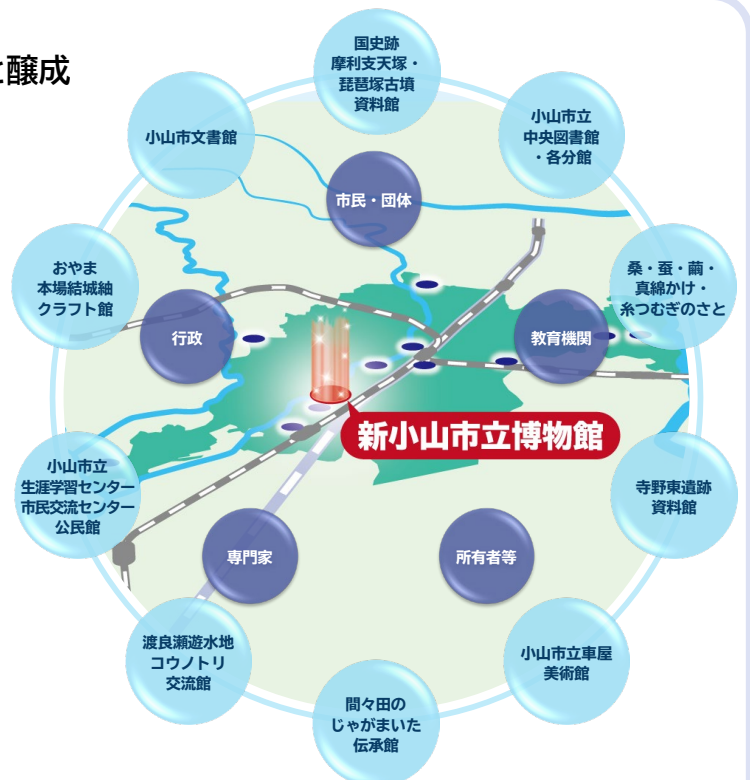 と醸成
国史跡
摩利支天塚・
琵琶塚古墳
資料館
小山市文書館
小山市立
中央図書館
・各分館
市民・団体
おやま
本場結城紬
クラフト館
桑・蚕・繭・
真綿かけ・
糸つむぎのさと
行政
教育機関
新小山市立博物館
小山市立
生涯学習センター
市民交流センター
公民館
寺野東遺跡
資料館
専門家
所有者等
渡良瀬遊水地
コウノトリ
交流館
小山市立車屋
美術館
間々田の
じゃがまいた
伝承館